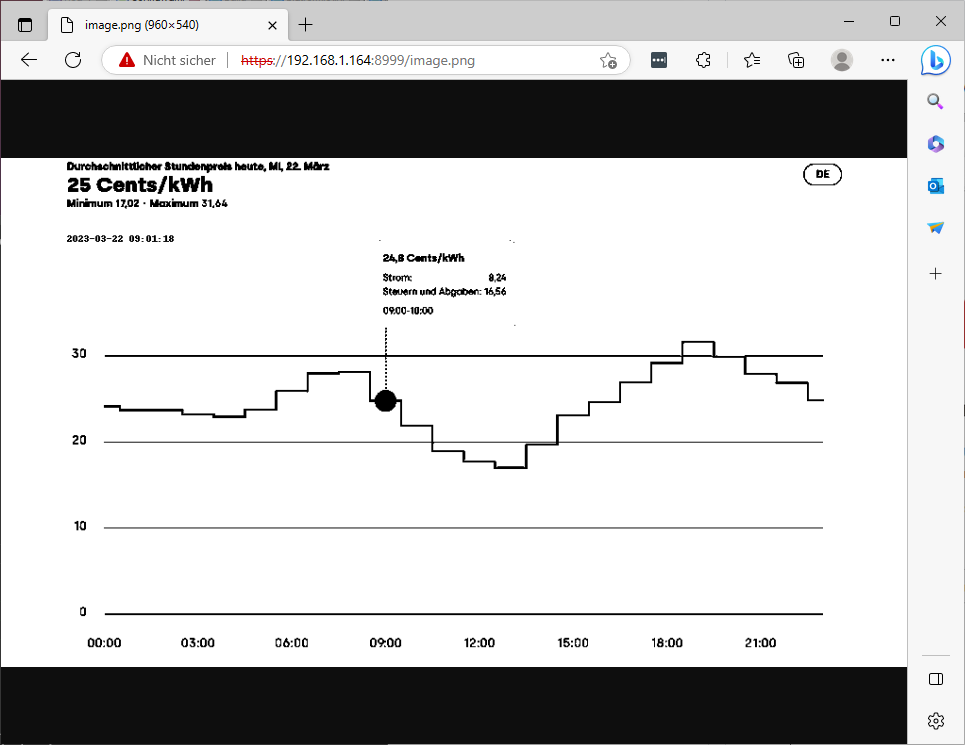 image.png (960×540)
Nicht sicher
https://192.168.1.164:8999/image.png
Durchschnittlicher Stundenpreis heute, Mi, 22. März
25 Cents/kWh
Minimum 17,02 · Maximum 31,64
DE
2023-03-22 09:01:18
24,8 Cents/kWh
Strom: 8,24
Steuern und Abgaben: 16,56
09:00-10:00
30
20
10
0
00:00 03:00 06:00 09:00 12:00 15:00 18:00 21:00